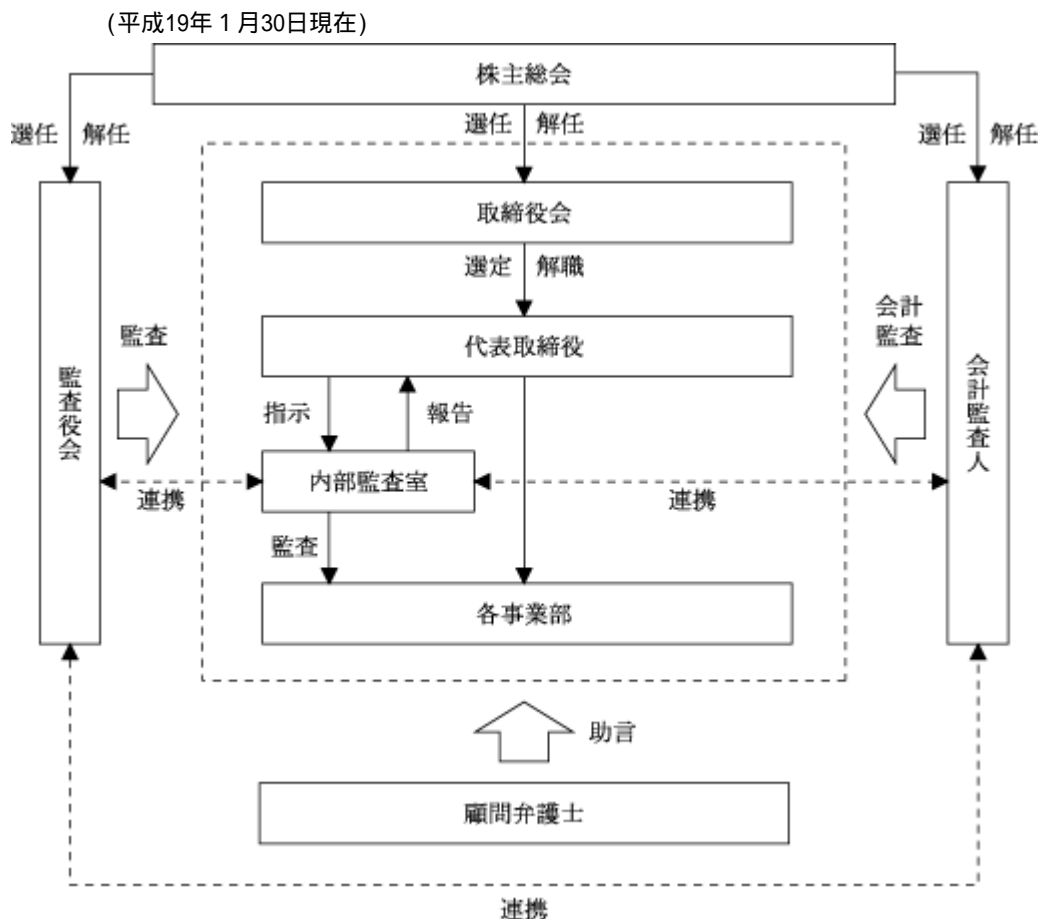 (平成19年１月30日現在)
株主総会
選任 解任
選任 解任
選任 解任
取締役会
選定 解職
代表取締役
監査
会計
監査
監査役会
会計監査人
指示
報告
内部監査室
連携
連携
監査
各事業部
助言
顧問弁護士
連携